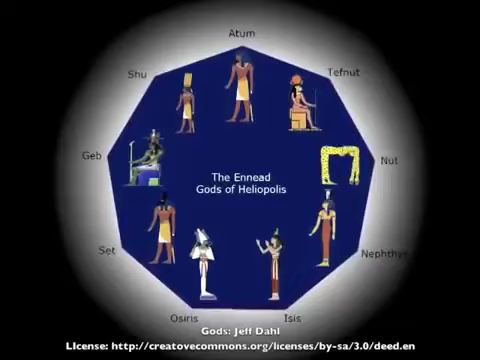 Atum
Shu
Tefnut
Geb
Nut
The Ennead
Gods of Heliopolis
Set
Nephthys
Osiris
Isis
Gods: Jeff Dahl
LIcense: http://creatovecommons.org/licenses/by-sa/3.0/deed.en